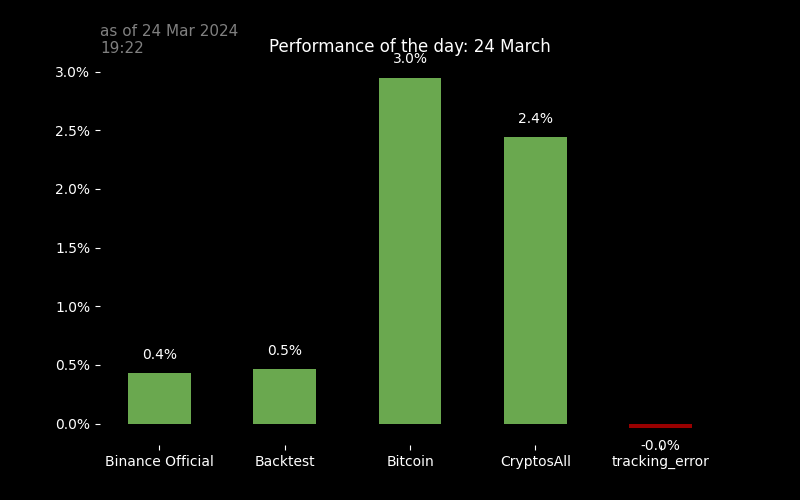 as of 24 Mar 2024
19:22
Performance of the day: 24 March
3.0%
2.5%
2.0%
1.5%
1.0%
0.5%
0.0%
0.4%
0.5%
3.0%
2.4%
-0.0%
Binance Official
Backtest
Bitcoin
CryptosAll
tracking_error